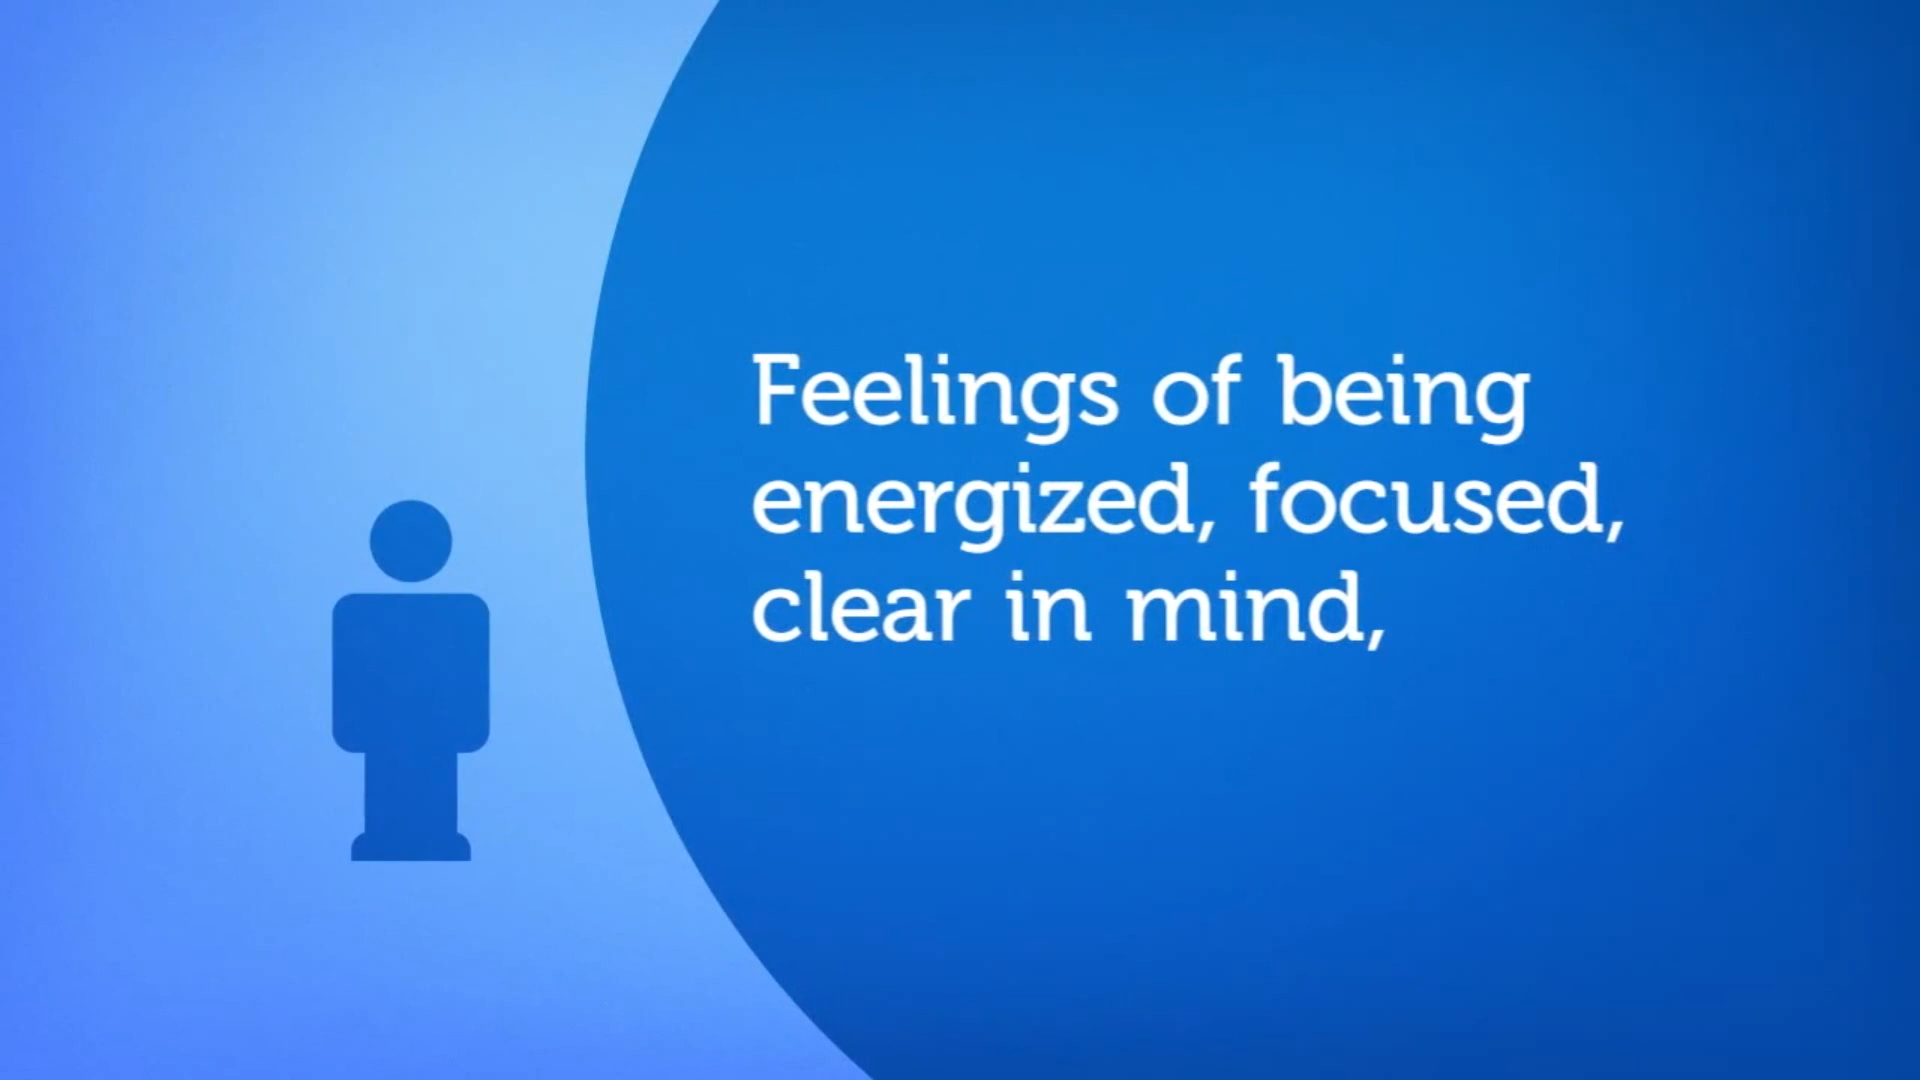 Feelings of being
energized, focused,
clear in mind,